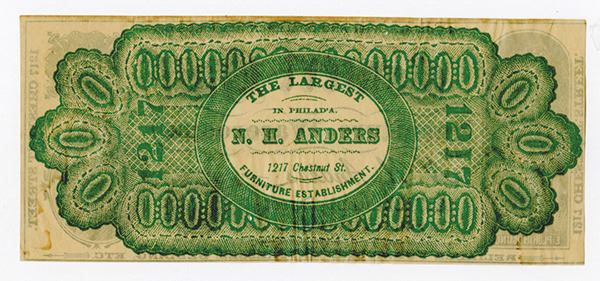 THE LARGEST
IN PHILAD'A.
N. H. ANDERS
1217 Chestnut St.
FURNITURE ESTABLISHMENT.
1217
1217